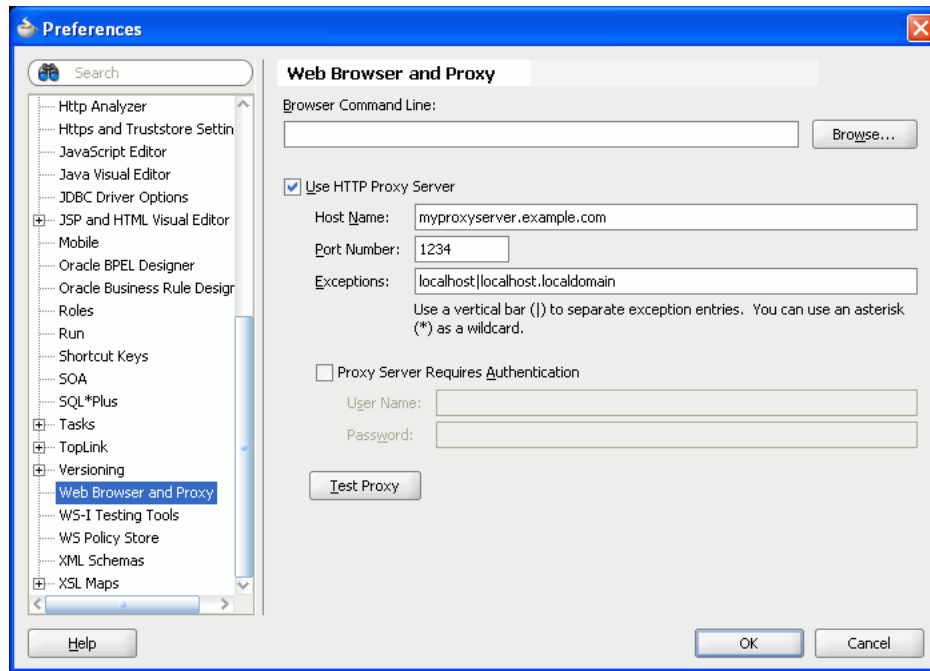 Preferences
Search
Http Analyzer
Https and Truststore Settin
JavaScript Editor
Java Visual Editor
JDBC Driver Options
JSP and HTML Visual Editor
Mobile
Oracle BPEL Designer
Oracle Business Rule Design
Roles
Run
Shortcut Keys
SOA
SQL*Plus
Tasks
TopLink
Versioning
Web Browser and Proxy
WS-I Testing Tools
WS Policy Store
XML Schemas
XSL Maps
Web Browser and Proxy
Browser Command Line:
Browse...
Use HTTP Proxy Server
Host Name: myproxyserver.example.com
Port Number: 1234
Exceptions: localhost|localhost.localdomain
Use a vertical bar (|) to separate exception entries. You can use an asterisk
(*) as a wildcard.
Proxy Server Requires Authentication
User Name:
Password:
Test Proxy
Help
OK
Cancel